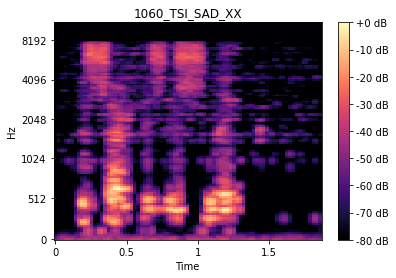 1060_TSI_SAD_XX
Hz
8192
4096
2048
1024
512
0
0
0.5
1
1.5
Time
+0 dB
-10 dB
-20 dB
-30 dB
-40 dB
-50 dB
-60 dB
-70 dB
-80 dB